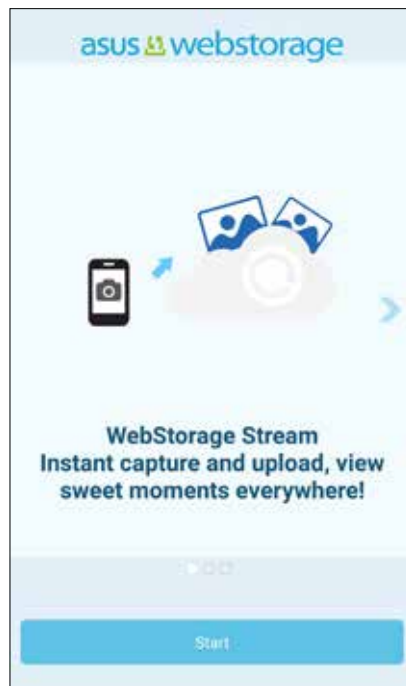 asus webstorage
WebStorage Stream
Instant capture and upload, view
sweet moments everywhere!
Start